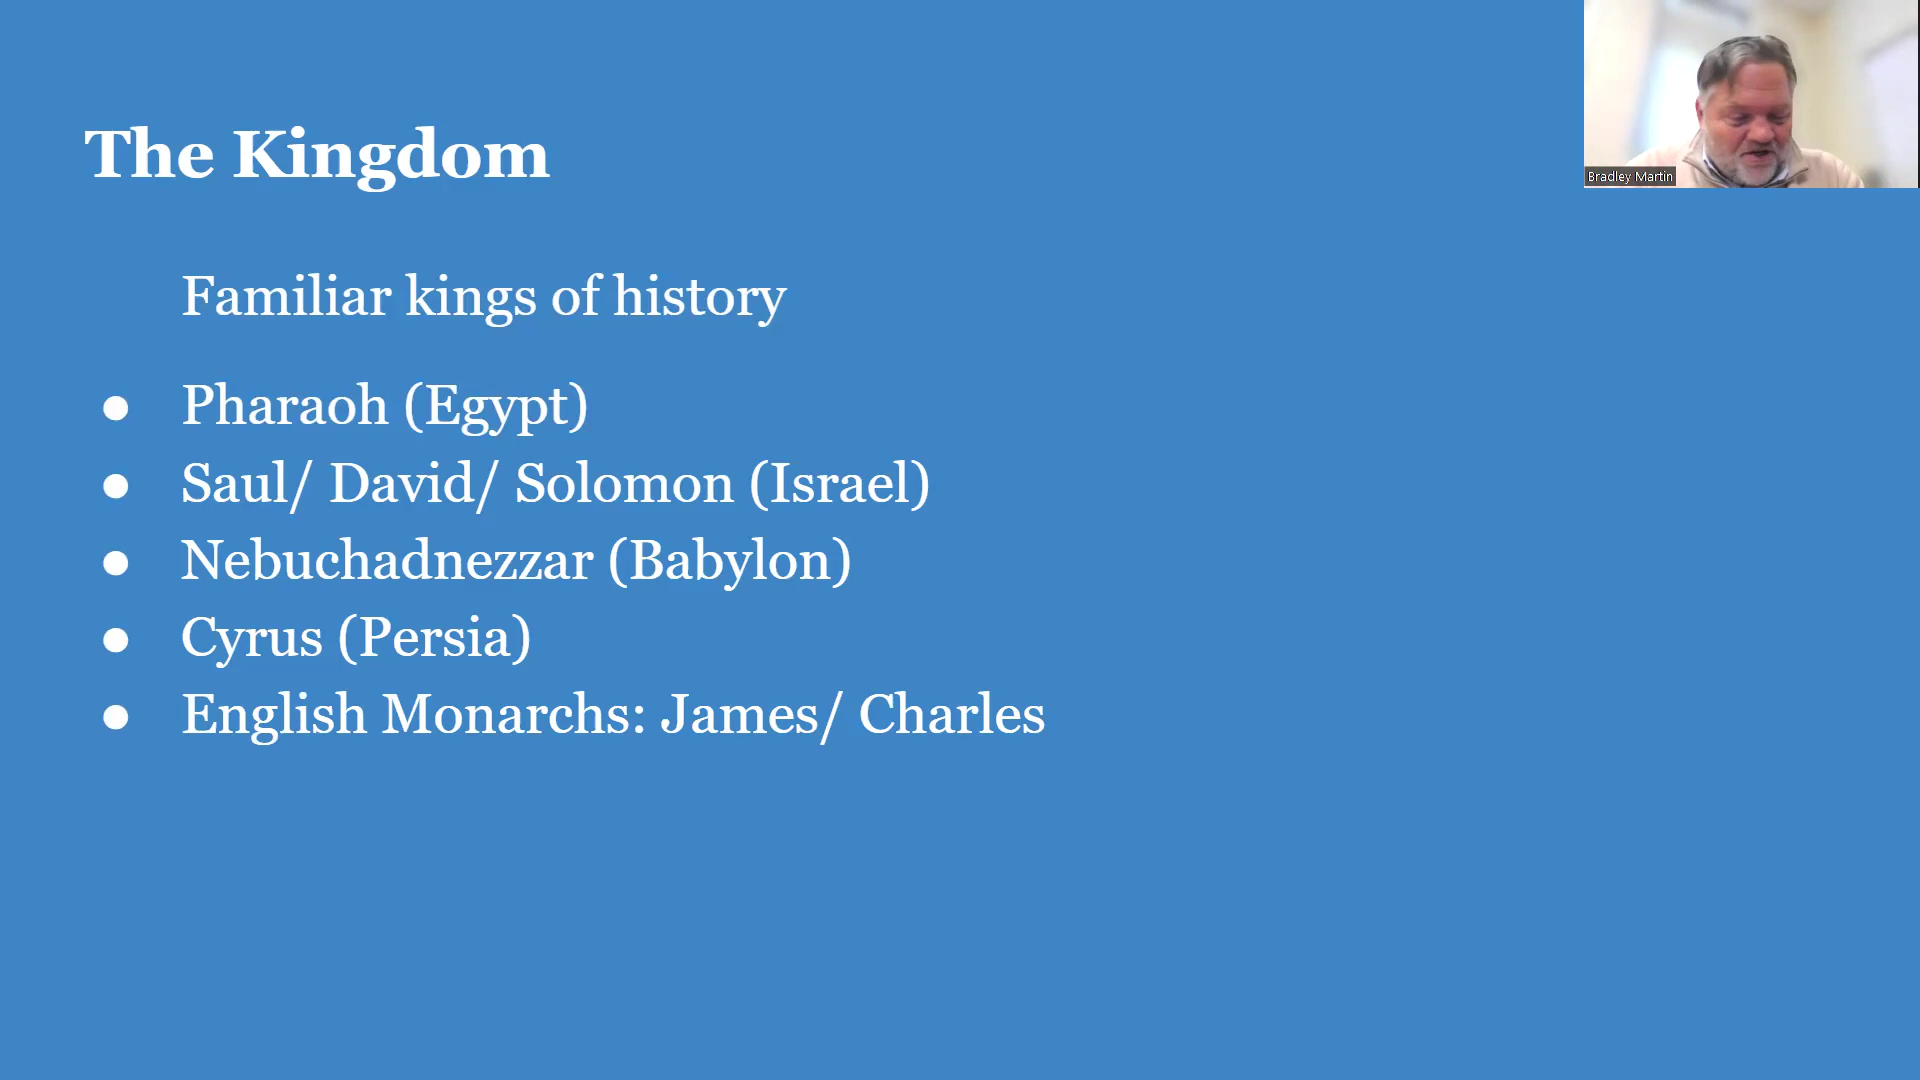 The Kingdom
Bradley Martin
Familiar kings of history
● Pharaoh (Egypt)
● Saul/ David/ Solomon (Israel)
● Nebuchadnezzar (Babylon)
● Cyrus (Persia)
● English Monarchs: James/ Charles